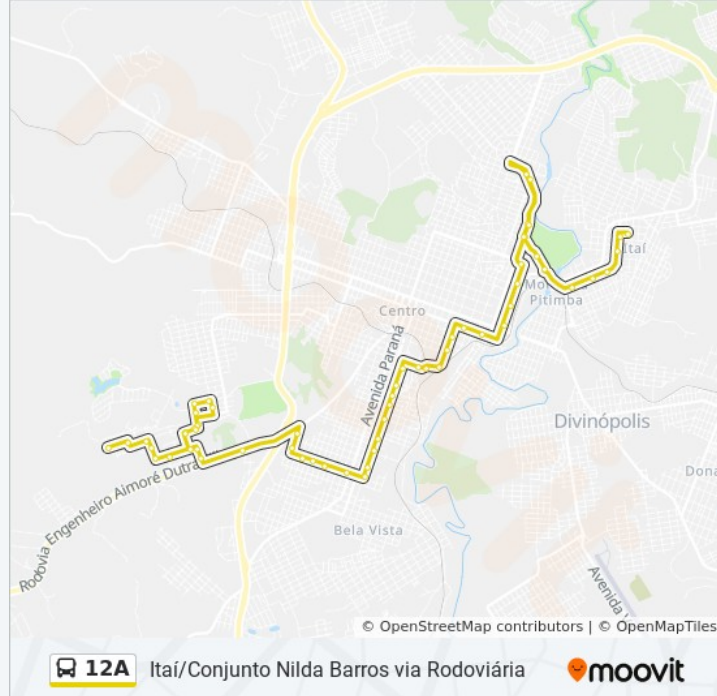 Itaí
Mo
Pitimba
Centro
Avenida Paraná
Divinópolis
Rodovia Engenheiro Aimoré Dutra
Dona
Bela Vista
Avenida
© OpenStreetMap contributors | © OpenMapTiles
12A Itaí/Conjunto Nilda Barros via Rodoviária moovit